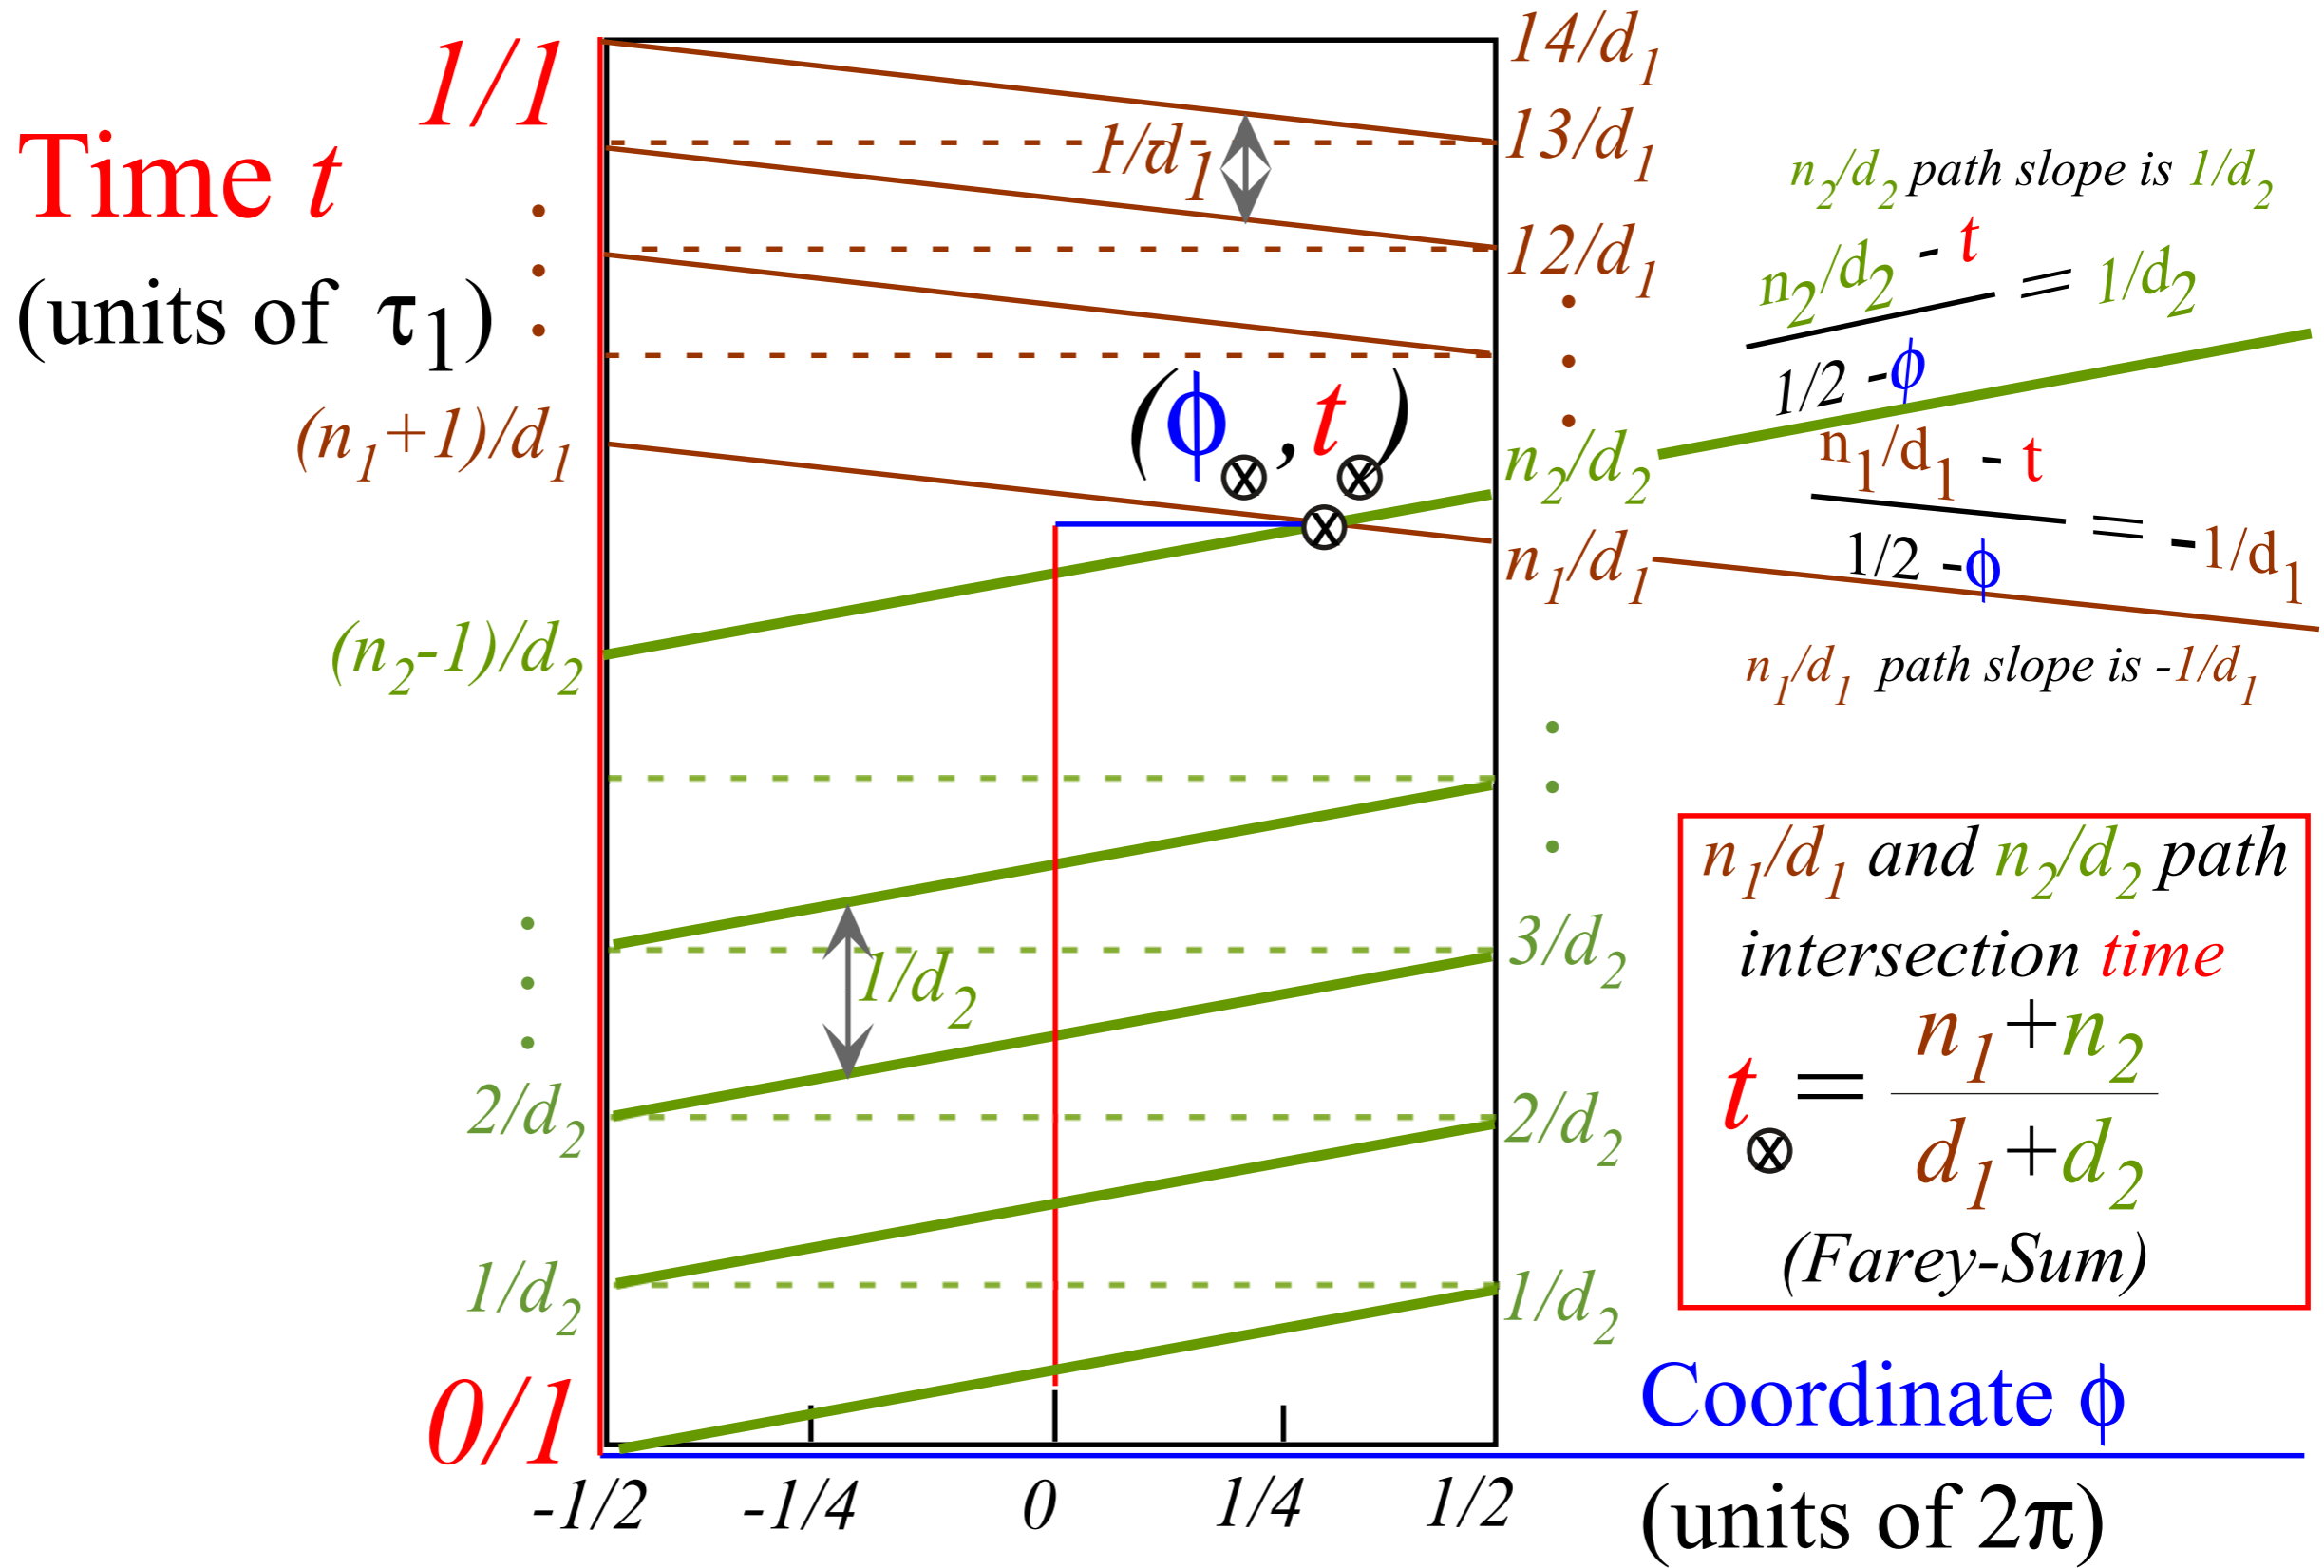 1/1
Time t
(units of τ1)
(n1+1)/d1
(n2-1)/d2
2/d2
1/d2
0/1
14/d1
13/d1
12/d1
1/d1
(ϕ⊗, t⊗)
n2/d2
n1/d1
3/d2
1/d2
2/d2
1/d2
-1/2 -1/4 0 1/4 1/2
n2/d2 path slope is 1/d2
n2/d2 - t
= 1/d2
1/2 -ϕ
n1/d1 - t
= -1/d1
1/2 -ϕ
n1/d1 path slope is -1/d1
n1/d1 and n2/d2 path
intersection time
n1+n2
t⊗ =
d1+d2
(Farey-Sum)
Coordinate ϕ
(units of 2π)